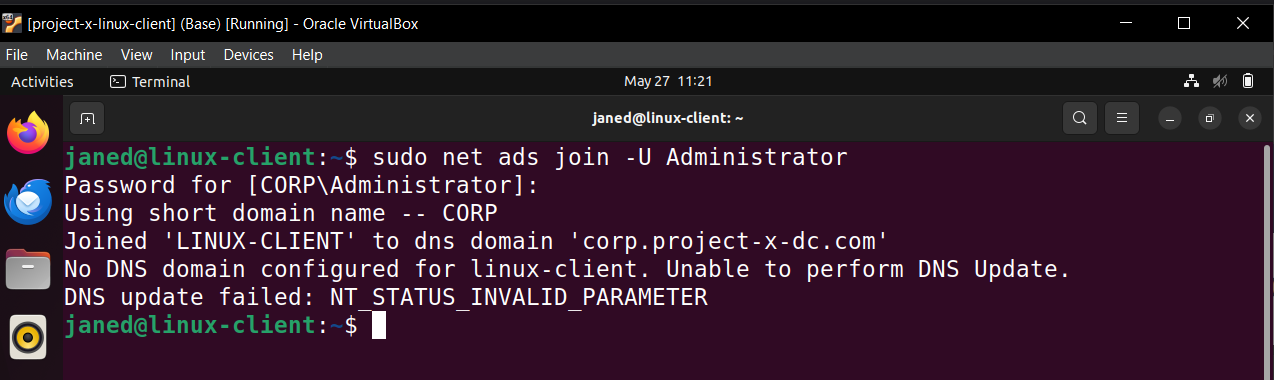 [project-x-linux-client] (Base) [Running] - Oracle VirtualBox
File Machine View Input Devices Help
Activities Terminal May 27 11:21
janed@linux-client: ~
janed@linux-client:~$ sudo net ads join -U Administrator
Password for [CORP\Administrator]:
Using short domain name -- CORP
Joined 'LINUX-CLIENT' to dns domain 'corp.project-x-dc.com'
No DNS domain configured for linux-client. Unable to perform DNS Update.
DNS update failed: NT_STATUS_INVALID_PARAMETER
janed@linux-client:~$